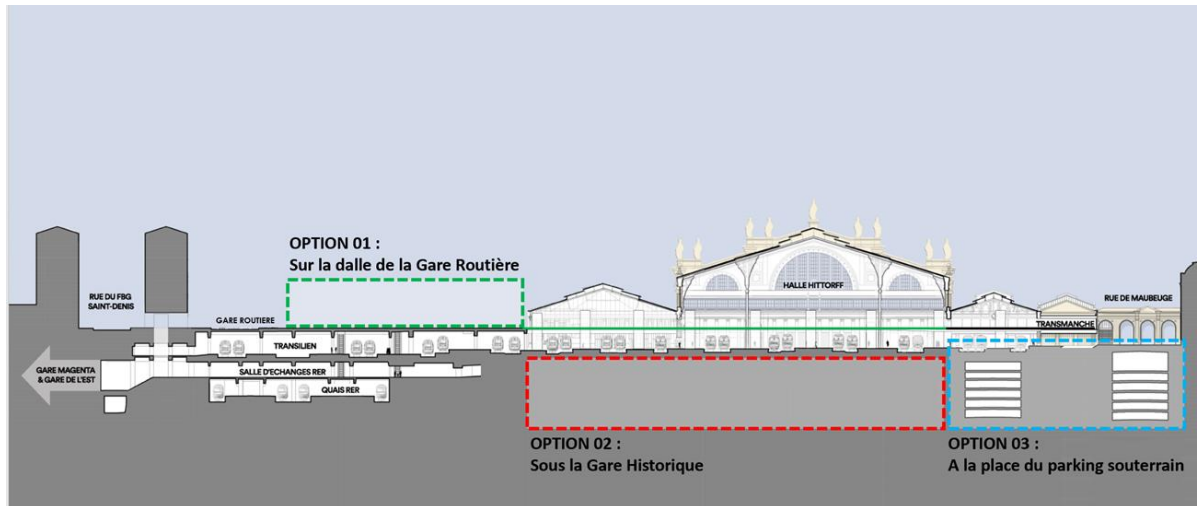 OPTION 01 :
Sur la dalle de la Gare Routière
RUE DU FBG
SAINT-DENIS
GARE ROUTIERE
HALLE HITTORFF
RUE DE MAUBEUGE
TRANSMANCHE
TRANSILIEN
SALLE D'ECHANGES RER
QUAIS RER
GARE MAGENTA
& GARE DE L'EST
OPTION 02 :
Sous la Gare Historique
OPTION 03 :
A la place du parking souterrain